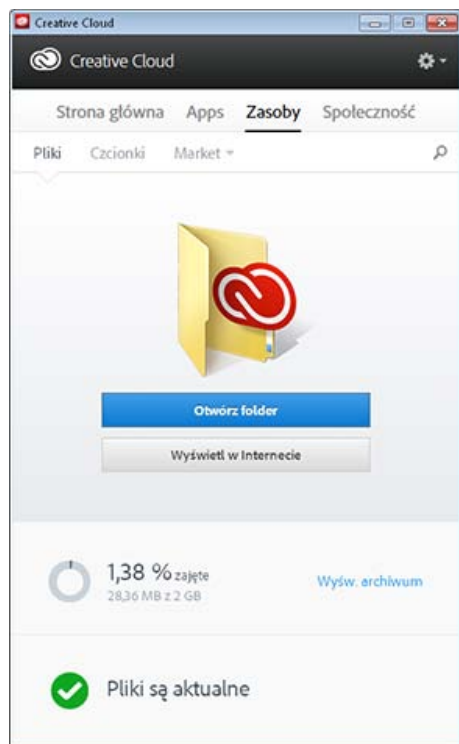 Creative Cloud
Creative Cloud
Strona główna Apps Zasoby Społeczność
Pliki Czcionki Market
Otwórz folder
Wyświetl w Internecie
1,38 % zajęte
28,36 MB z 2 GB
Wyśw. archiwum
Pliki są aktualne